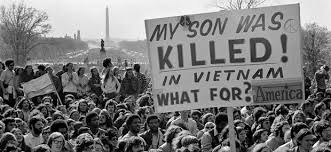 MY SON WAS
KILLED!
IN VIETNAM
WHAT FOR?
America